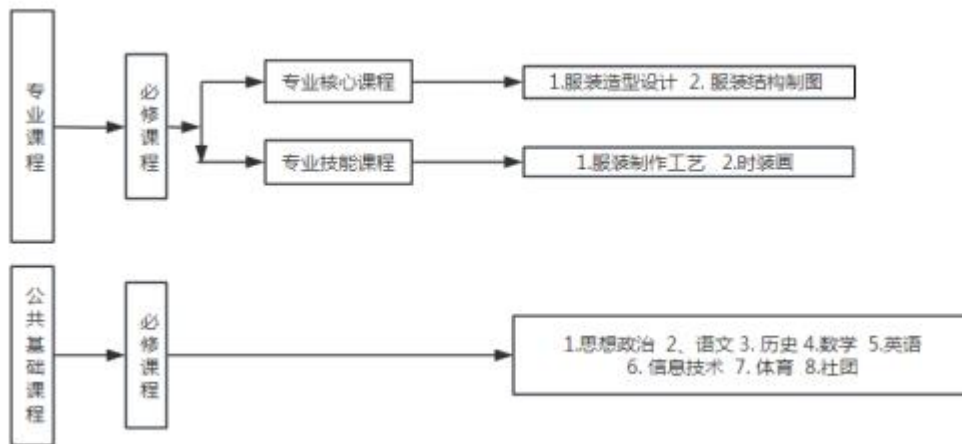 专业课程
必修课程
专业核心课程
1.服装造型设计 2. 服装结构制图
专业技能课程
1.服装制作工艺 2.时装画
公共基础课程
必修课程
1.思想政治 2、语文 3. 历史 4.数学 5.英语
6. 信息技术 7. 体育 8.社团